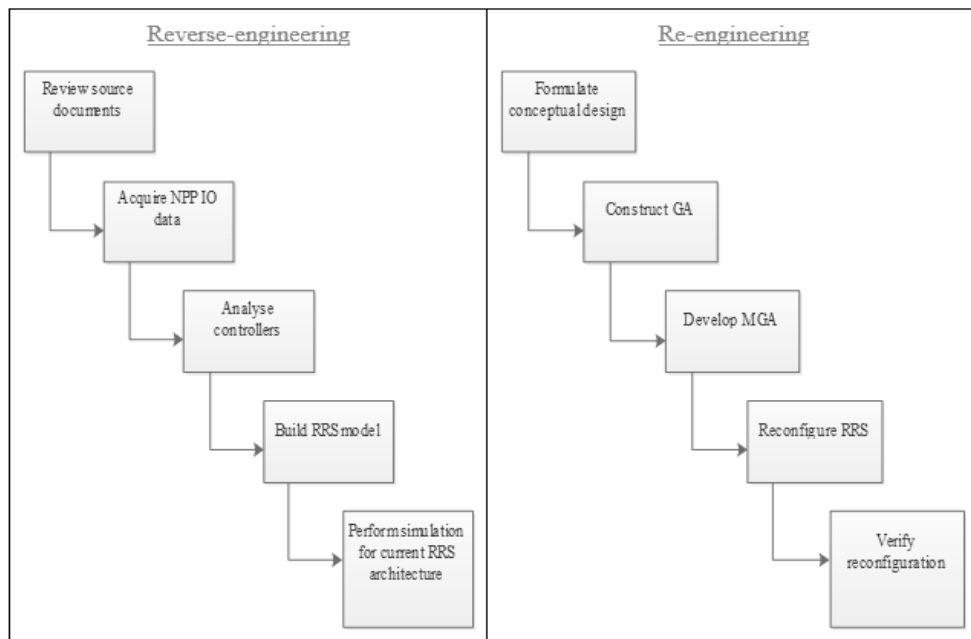 Reverse-engineering
Review source
documents
Acquire NPP IO
data
Analyse
controllers
Build RRS model
Perform simulation
for current RRS
architecture
Re-engineering
Formulate
conceptual design
Construct GA
Develop MGA
Reconfigure RRS
Verify
reconfiguration